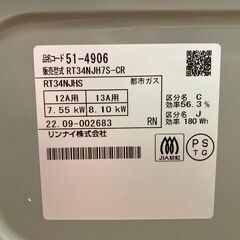 品名コード 51-4906
販売型式 RT34NJH7S-CR
RT34NJHS 都市ガス
12A用 13A用
7.55 kW 8.10 kW
区分名 C
効率56.3 %
リンナイ株式会社
区分名 J
効率 180 Wh
22.09-002683 RN
JIA
PS
TG